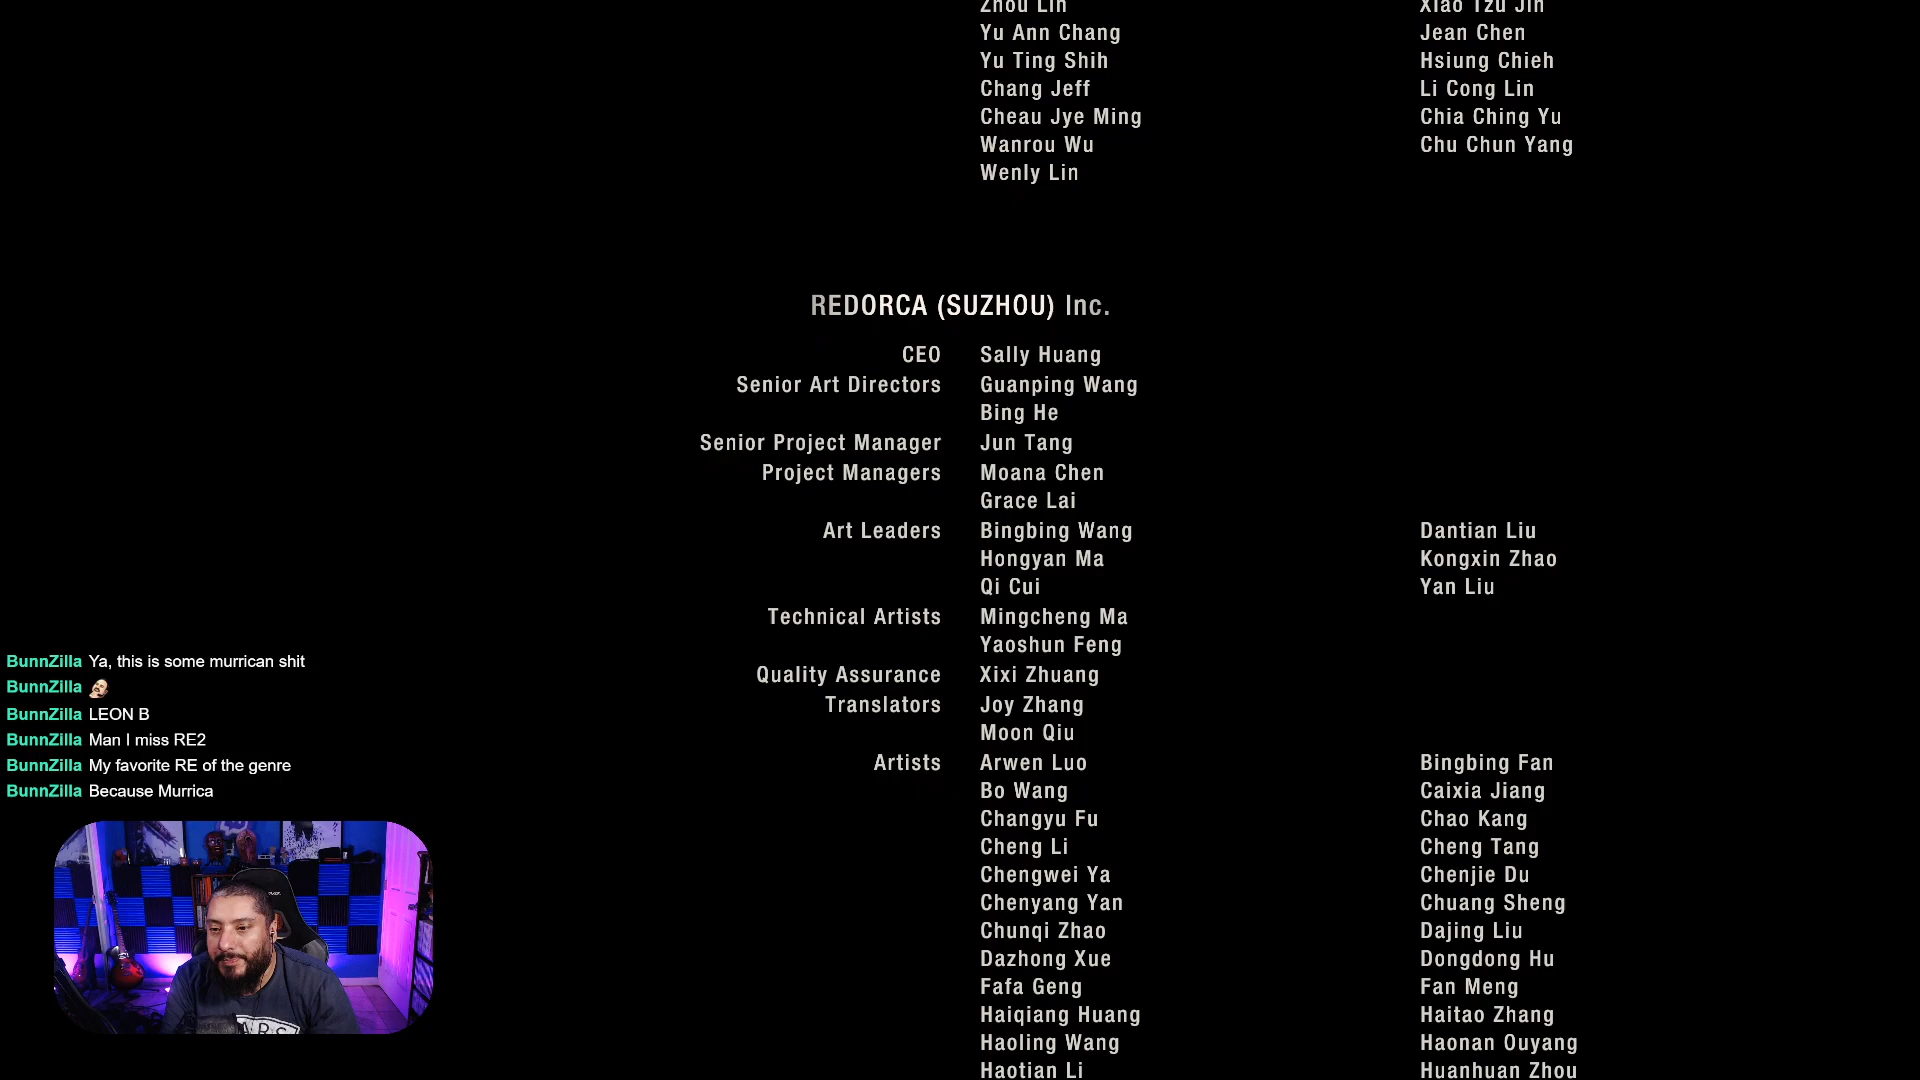 Zhou Lin Xiao Tzu Jin
Yu Ann Chang Jean Chen
Yu Ting Shih Hsiung Chieh
Chang Jeff Li Cong Lin
Cheau Jye Ming Chia Ching Yu
Wanrou Wu Chu Chun Yang
Wenly Lin
REDORCA (SUZHOU) Inc.
CEO Sally Huang
Senior Art Directors Guanping Wang
Bing He
Senior Project Manager Jun Tang
Project Managers Moana Chen
Grace Lai
Art Leaders Bingbing Wang Dantian Liu
Hongyan Ma Kongxin Zhao
Qi Cui Yan Liu
Technical Artists Mingcheng Ma
Yaoshun Feng
Quality Assurance Xixi Zhuang
Translators Joy Zhang
Moon Qiu
Artists Arwen Luo Bingbing Fan
Bo Wang Caixia Jiang
Changyu Fu Chao Kang
Cheng Li Cheng Tang
Chengwei Ya Chenjie Du
Chenyang Yan Chuang Sheng
Chunqi Zhao Dajing Liu
Dazhong Xue Dongdong Hu
Fafa Geng Fan Meng
Haiqiang Huang Haitao Zhang
Haoling Wang Haonan Ouyang
Haotian Li Huanhuan Zhou
BunnZilla Ya, this is some murrican shit
BunnZilla
BunnZilla LEON B
BunnZilla Man I miss RE2
BunnZilla My favorite RE of the genre
BunnZilla Because Murrica